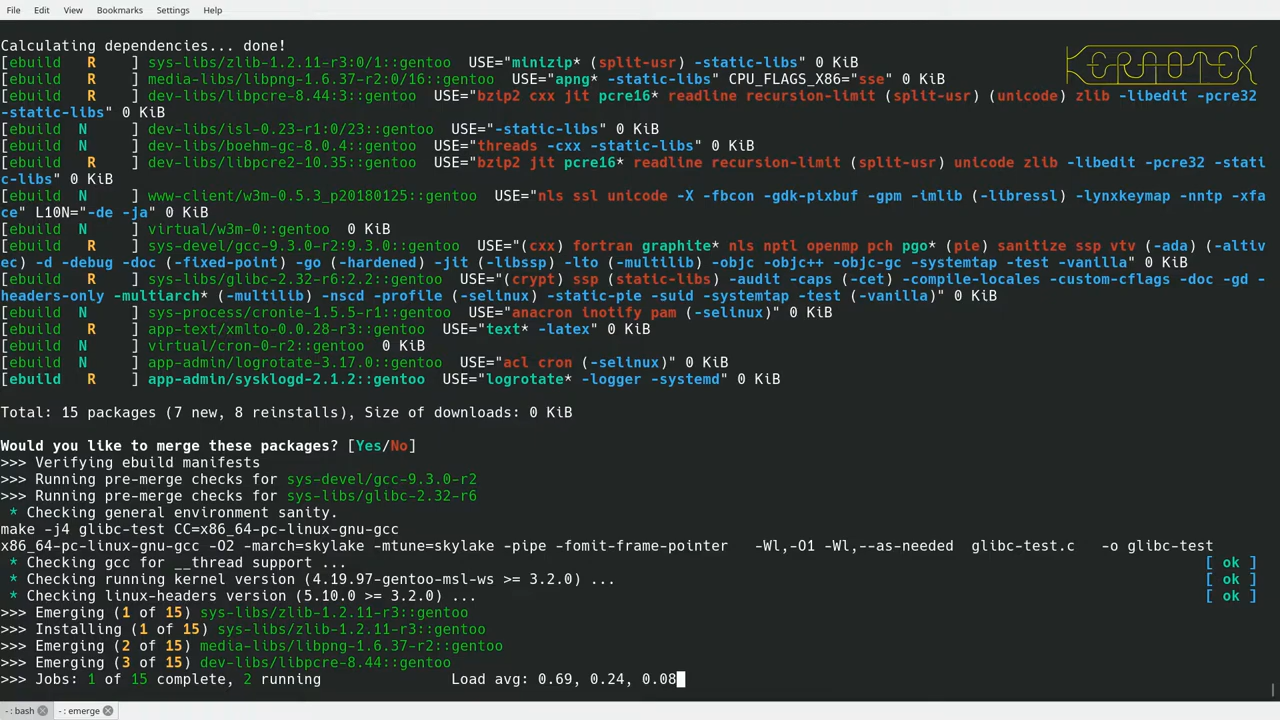 File Edit View Bookmarks Settings Help
KERAOTEX
Calculating dependencies... done!
[ebuild   R    ] sys-libs/zlib-1.2.11-r3:0/1::gentoo  USE="minizip* (split-usr) -static-libs" 0 KiB
[ebuild   R    ] media-libs/libpng-1.6.37-r2:0/16::gentoo  USE="apng* -static-libs" CPU_FLAGS_X86="sse" 0 KiB
[ebuild   R    ] dev-libs/libpcre-8.44:3::gentoo  USE="bzip2 cxx jit pcre16* readline recursion-limit (split-usr) (unicode) zlib -libedit -pcre32
-static-libs" 0 KiB
[ebuild  N     ] dev-libs/isl-0.23-r1:0/23::gentoo  USE="-static-libs" 0 KiB
[ebuild  N     ] dev-libs/boehm-gc-8.0.4::gentoo  USE="threads -cxx -static-libs" 0 KiB
[ebuild   R    ] dev-libs/libpcre2-10.35::gentoo  USE="bzip2 jit pcre16* readline recursion-limit (split-usr) unicode zlib -libedit -pcre32 -stati
c-libs" 0 KiB
[ebuild  N     ] www-client/w3m-0.5.3_p20180125::gentoo  USE="nls ssl unicode -X -fbcon -gdk-pixbuf -gpm -imlib (-libressl) -lynxkeymap -nntp -xfa
ce" L10N="-de -ja" 0 KiB
[ebuild  N     ] virtual/w3m-0::gentoo  0 KiB
[ebuild   R    ] sys-devel/gcc-9.3.0-r2:9.3.0::gentoo  USE="(cxx) fortran graphite* nls nptl openmp pch pgo* (pie) sanitize ssp vtv (-ada) (-altiv
ec) -d -debug -doc (-fixed-point) -go (-hardened) -jit (-libssp) -lto (-multilib) -objc -objc++ -objc-gc -systemtap -test -vanilla" 0 KiB
[ebuild   R    ] sys-libs/glibc-2.32-r6:2.2::gentoo  USE="(crypt) ssp (static-libs) -audit -caps (-cet) -compile-locales -custom-cflags -doc -gd -
headers-only -multiarch* (-multilib) -nscd -profile (-selinux) -static-pie -suid -systemtap -test (-vanilla)" 0 KiB
[ebuild  N     ] sys-process/cronie-1.5.5-r1::gentoo  USE="anacron inotify pam (-selinux)" 0 KiB
[ebuild   R    ] app-text/xmlto-0.0.28-r3::gentoo  USE="text* -latex" 0 KiB
[ebuild  N     ] virtual/cron-0-r2::gentoo  0 KiB
[ebuild  N     ] app-admin/logrotate-3.17.0::gentoo  USE="acl cron (-selinux)" 0 KiB
[ebuild   R    ] app-admin/sysklogd-2.1.2::gentoo  USE="logrotate* -logger -systemd" 0 KiB
Total: 15 packages (7 new, 8 reinstalls), Size of downloads: 0 KiB
Would you like to merge these packages? [Yes/No]
>>> Verifying ebuild manifests
>>> Running pre-merge checks for sys-devel/gcc-9.3.0-r2
>>> Running pre-merge checks for sys-libs/glibc-2.32-r6
 * Checking general environment sanity.
make -j4 glibc-test CC=x86_64-pc-linux-gnu-gcc
x86_64-pc-linux-gnu-gcc -O2 -march=skylake -mtune=skylake -pipe -fomit-frame-pointer   -Wl,-O1 -Wl,--as-needed  glibc-test.c  -o glibc-test
 * Checking gcc for __thread support ... [ ok ]
 * Checking running kernel version (4.19.97-gentoo-msl-ws >= 3.2.0) ... [ ok ]
 * Checking linux-headers version (5.10.0 >= 3.2.0) ... [ ok ]
>>> Emerging (1 of 15) sys-libs/zlib-1.2.11-r3::gentoo
>>> Installing (1 of 15) sys-libs/zlib-1.2.11-r3::gentoo
>>> Emerging (2 of 15) media-libs/libpng-1.6.37-r2::gentoo
>>> Emerging (3 of 15) dev-libs/libpcre-8.44::gentoo
>>> Jobs: 1 of 15 complete, 2 running               Load avg: 0.69, 0.24, 0.08
- : bash - : emerge